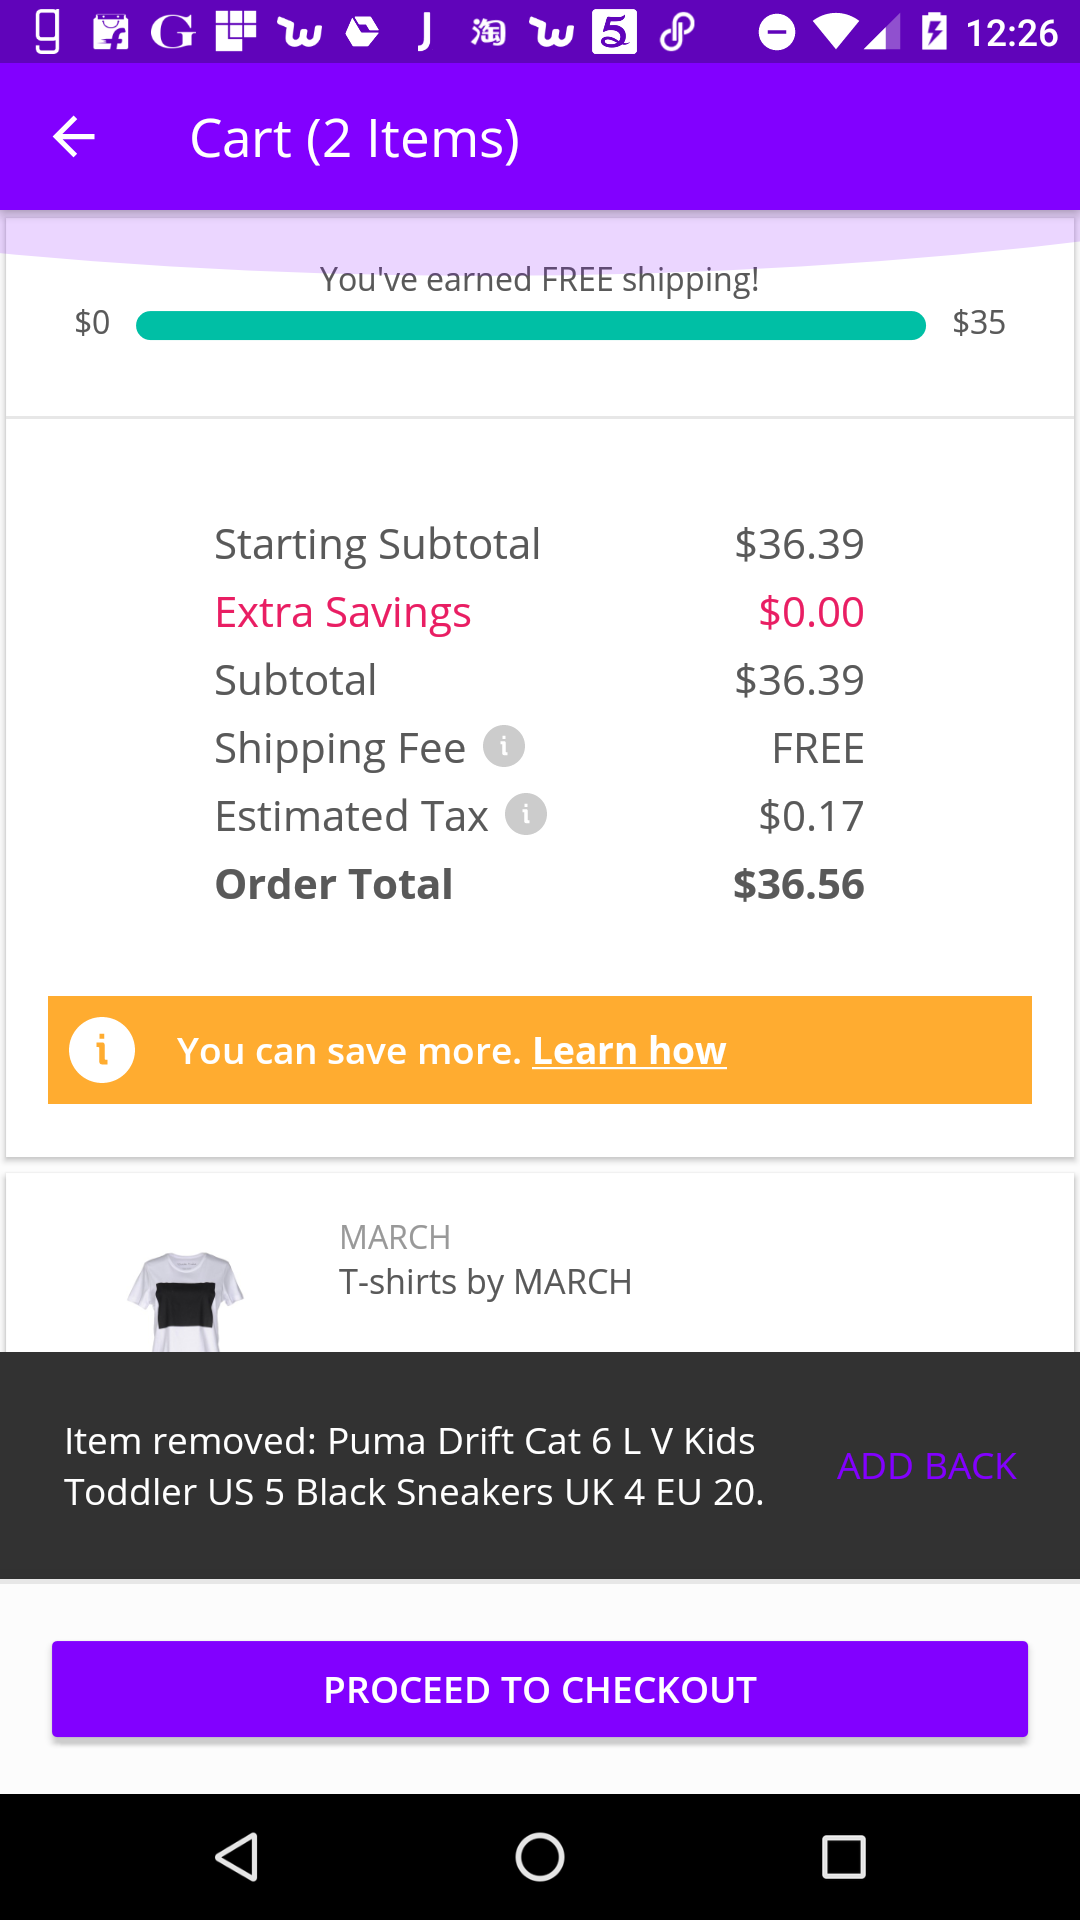 12:26
Cart (2 Items)
You've earned FREE shipping!
$0 $35
Starting Subtotal $36.39
Extra Savings $0.00
Subtotal $36.39
Shipping Fee i FREE
Estimated Tax i $0.17
Order Total $36.56
i You can save more. Learn how
MARCH
T-shirts by MARCH
Item removed: Puma Drift Cat 6 L V Kids
Toddler US 5 Black Sneakers UK 4 EU 20.
ADD BACK
PROCEED TO CHECKOUT